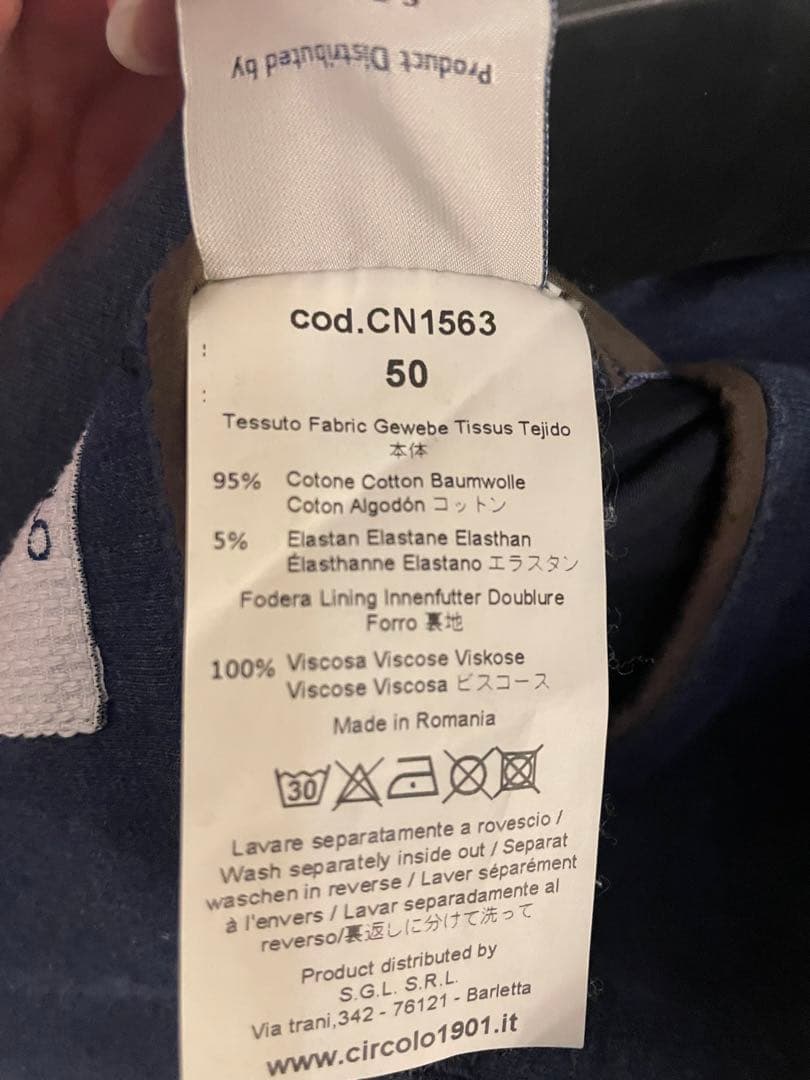 Product Distributed by
cod.CN1563
50
Tessuto Fabric Gewebe Tissus Tejido
本体
95% Cotone Cotton Baumwolle
Coton Algodón コットン
5% Elastan Elastane Elasthan
Élasthanne Elastano エラスタン
Fodera Lining Innenfutter Doublure
Forro 裏地
100% Viscosa Viscose Viskose
Viscose Viscosa ビスコース
Made in Romania
30
Lavare separatamente a rovescio /
Wash separately inside out / Separat
waschen in reverse / Laver séparément
à l'envers / Lavar separadamente al
reverso/裏返しに分けて洗って
Product distributed by
S.G.L. S.R.L.
Via trani,342 - 76121 - Barletta
www.circolo1901.it